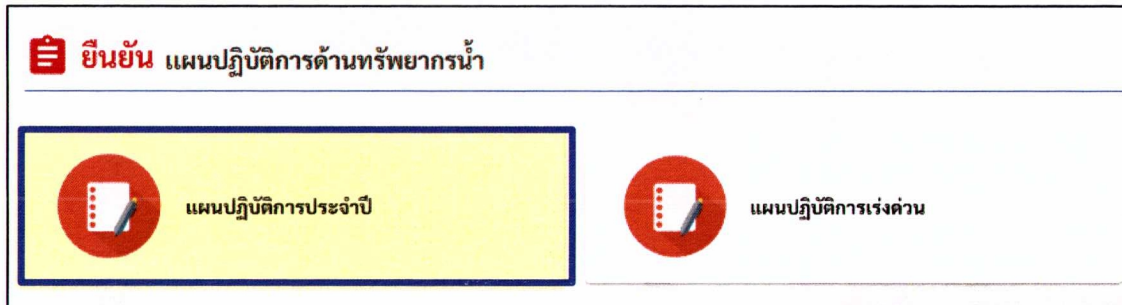 ยืนยัน แผนปฏิบัติการด้านทรัพยากรน้ำ
แผนปฏิบัติการประจำปี
แผนปฏิบัติการเร่งด่วน